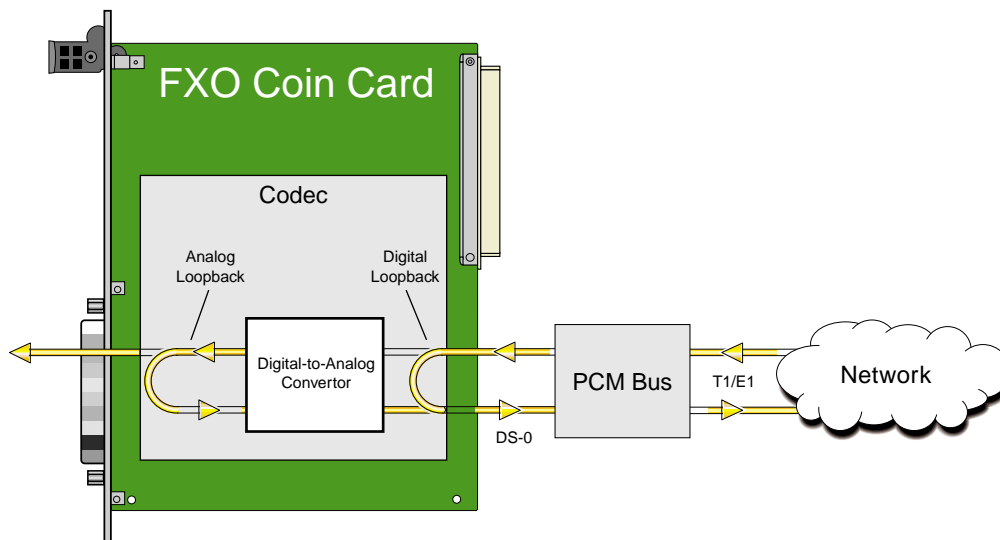 FXO Coin Card
Codec
Analog
Loopback
Digital
Loopback
Digital-to-Analog
Convertor
PCM Bus
T1/E1
Network
DS-0